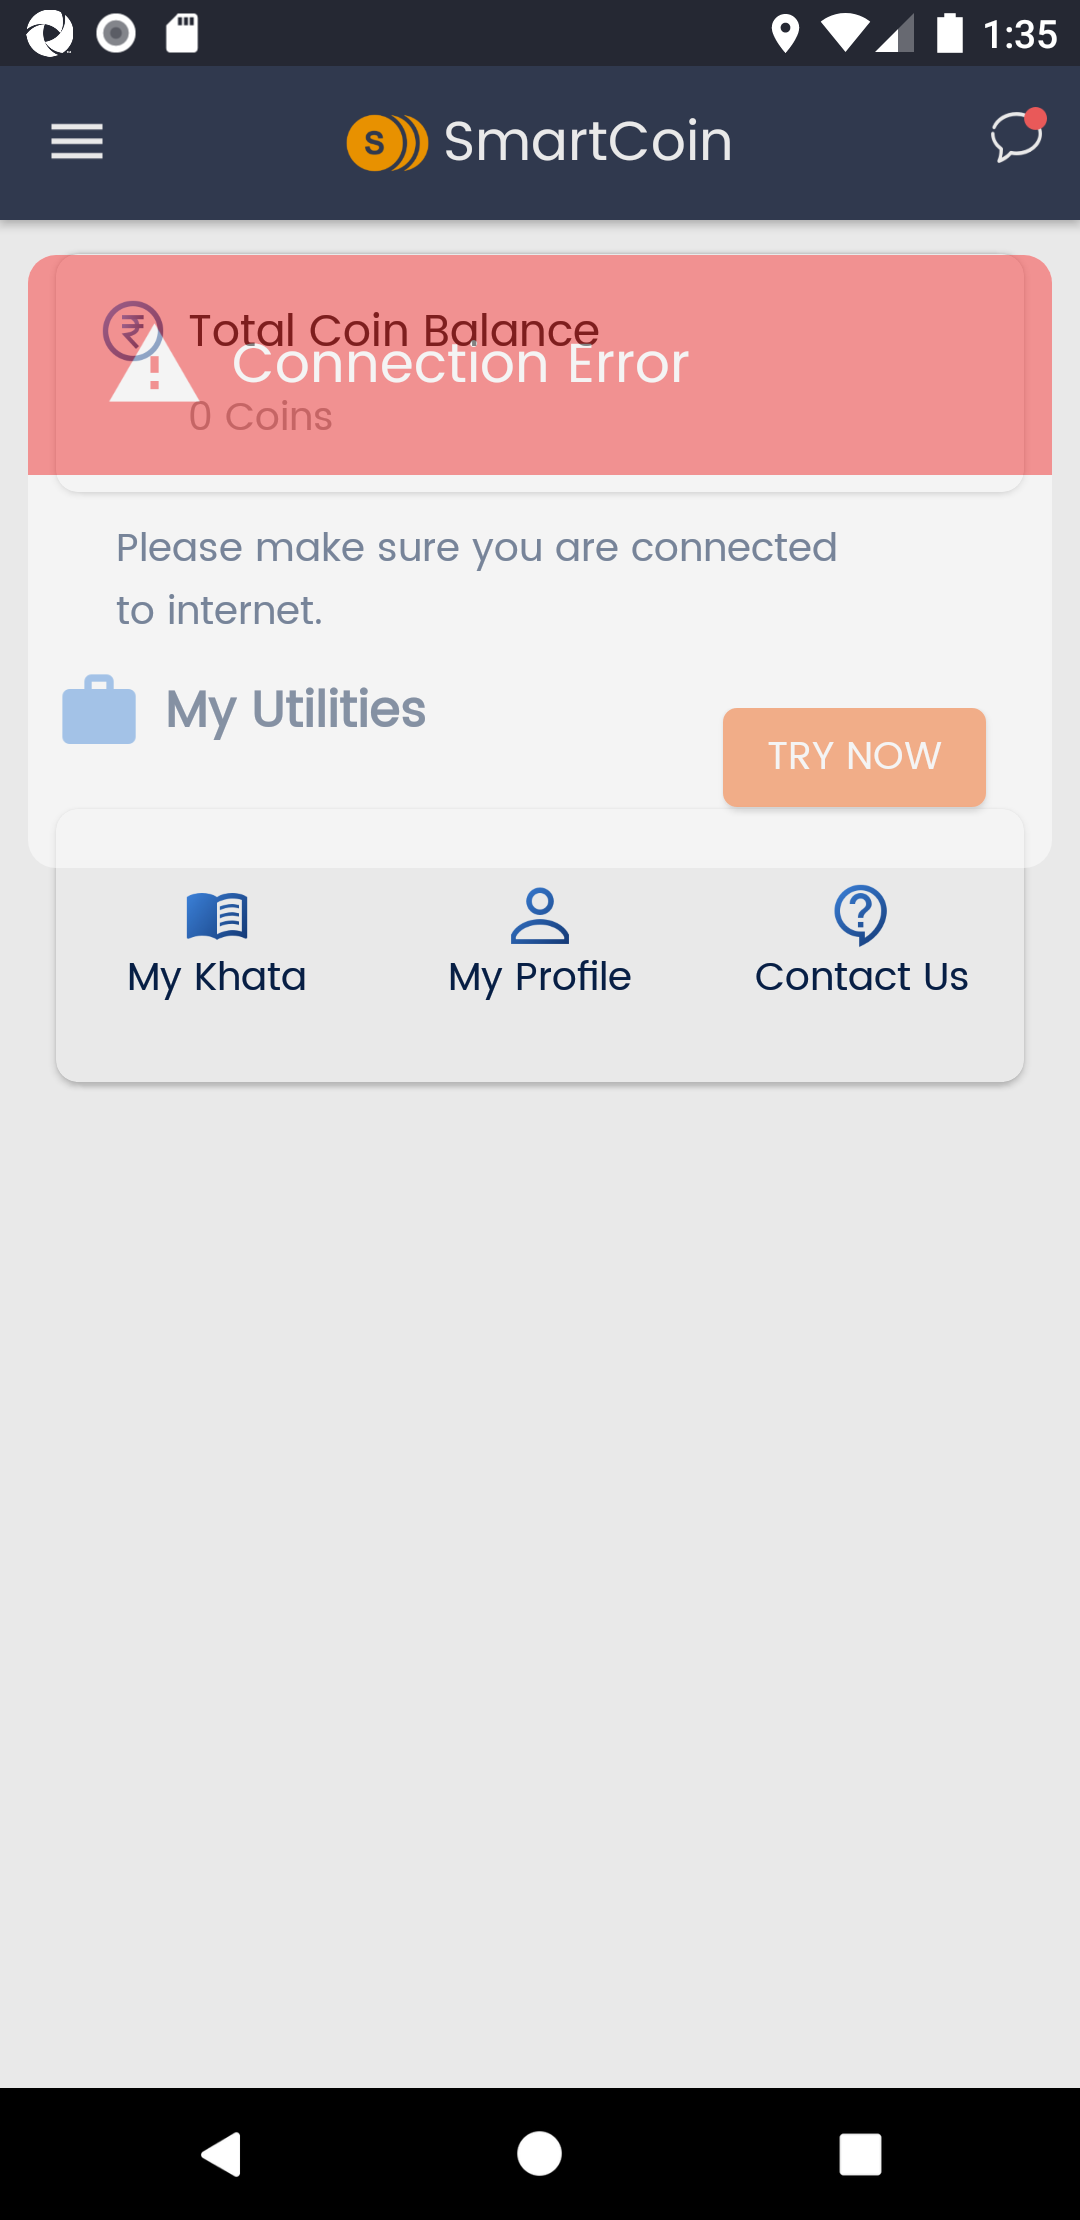 1:35
S SmartCoin
Total Coin Balance
Connection Error
0 Coins
Please make sure you are connected
to internet.
My Utilities
TRY NOW
My Khata
My Profile
Contact Us